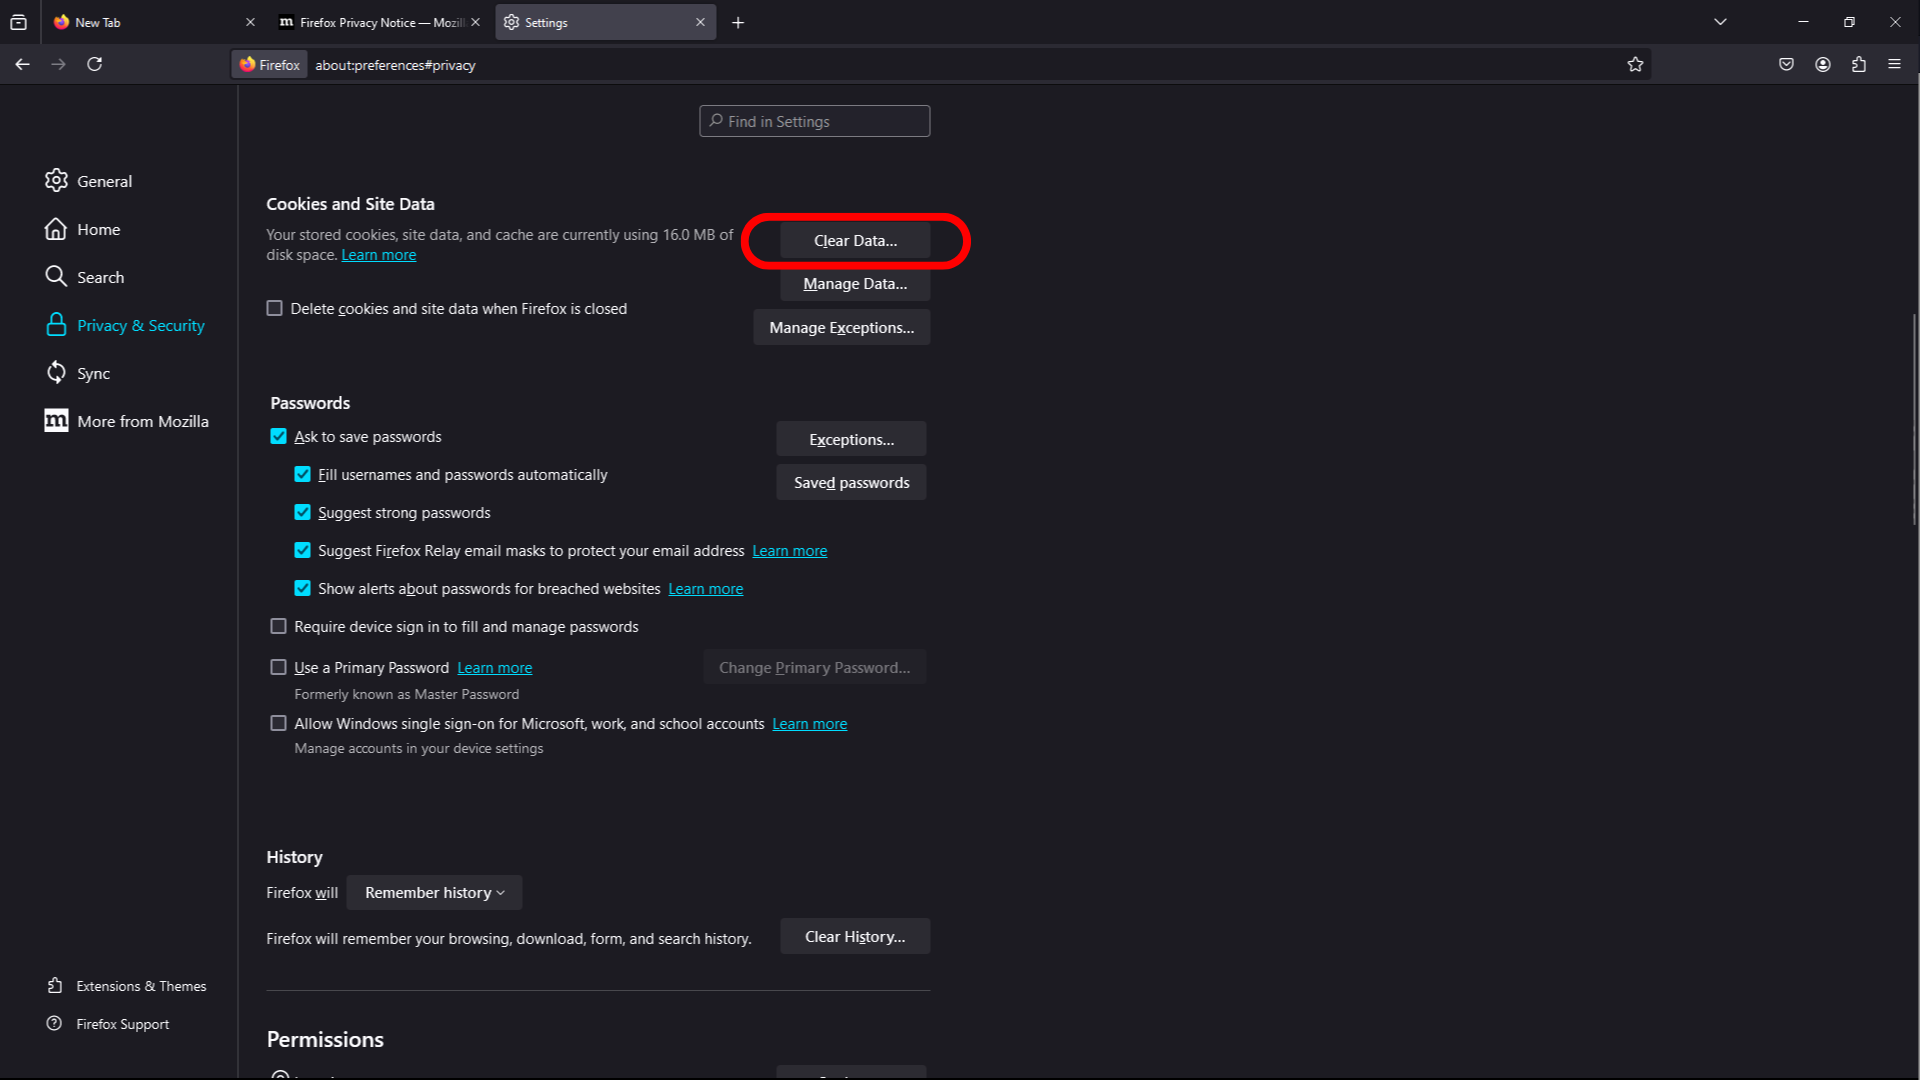 New Tab
Firefox Privacy Notice — Mozill
Settings
Firefox
about:preferences#privacy
Find in Settings
General
Home
Search
Privacy & Security
Sync
m More from Mozilla
Extensions & Themes
Firefox Support
Cookies and Site Data
Your stored cookies, site data, and cache are currently using 16.0 MB of
disk space. Learn more
Clear Data...
Manage Data...
Delete cookies and site data when Firefox is closed
Manage Exceptions...
Passwords
Ask to save passwords
Exceptions...
Fill usernames and passwords automatically
Saved passwords
Suggest strong passwords
Suggest Firefox Relay email masks to protect your email address Learn more
Show alerts about passwords for breached websites Learn more
Require device sign in to fill and manage passwords
Use a Primary Password Learn more
Change Primary Password...
Formerly known as Master Password
Allow Windows single sign-on for Microsoft, work, and school accounts Learn more
Manage accounts in your device settings
History
Firefox will Remember history
Firefox will remember your browsing, download, form, and search history.
Clear History...
Permissions